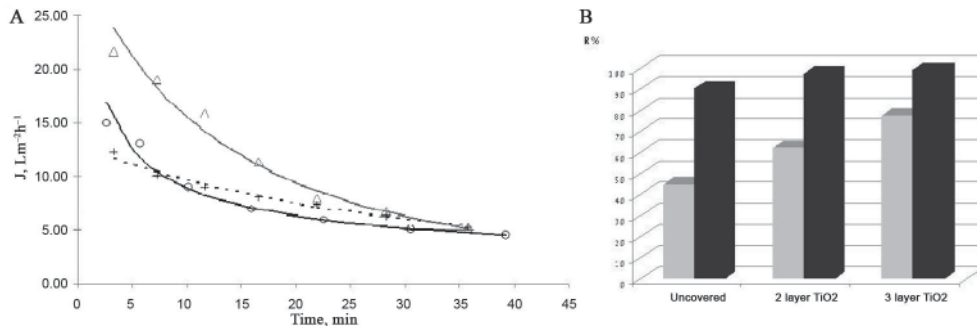 A
25.00
20.00
15.00
10.00
5.00
0.00
J, Lm⁻²h⁻¹
0 5 10 15 20 25 30 35 40 45
Time, min
B
R%
100
90
80
70
60
50
40
30
20
10
0
Uncovered 2 layer TiO2 3 layer TiO2